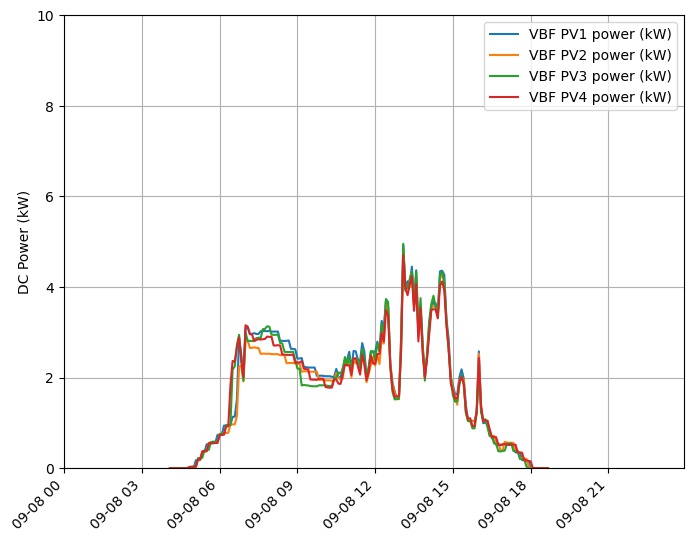 10
8
6
4
2
0
DC Power (kW)
VBF PV1 power (kW)
VBF PV2 power (kW)
VBF PV3 power (kW)
VBF PV4 power (kW)
09-08 00
09-08 03
09-08 06
09-08 09
09-08 12
09-08 15
09-08 18
09-08 21